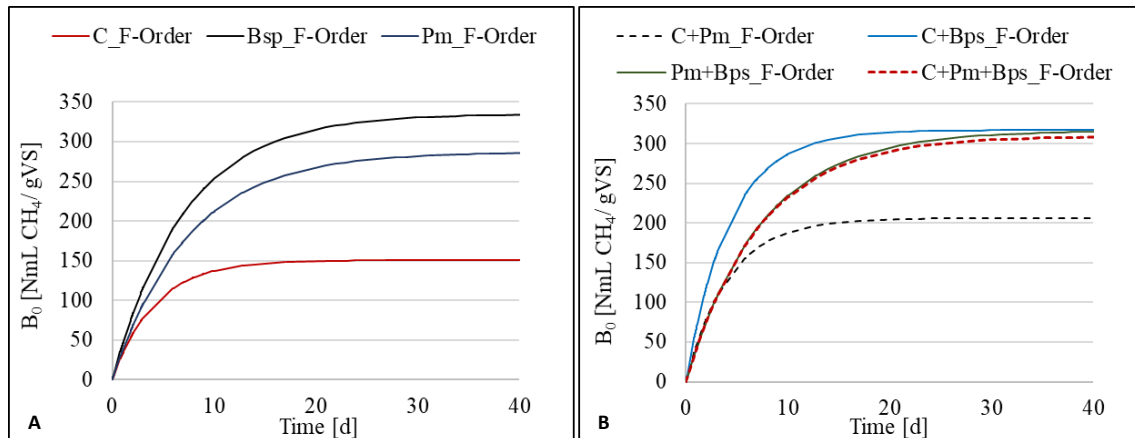 C_F-Order Bsp_F-Order Pm_F-Order
350
300
250
200
150
100
50
0
B₀ [NmL CH₄/ gVS]
0 10 20 30 40
Time [d]
A
C+Pm_F-Order C+Bps_F-Order
Pm+Bps_F-Order C+Pm+Bps_F-Order
350
300
250
200
150
100
50
0
B₀ [NmL CH₄/ gVS]
0 10 20 30 40
Time [d]
B